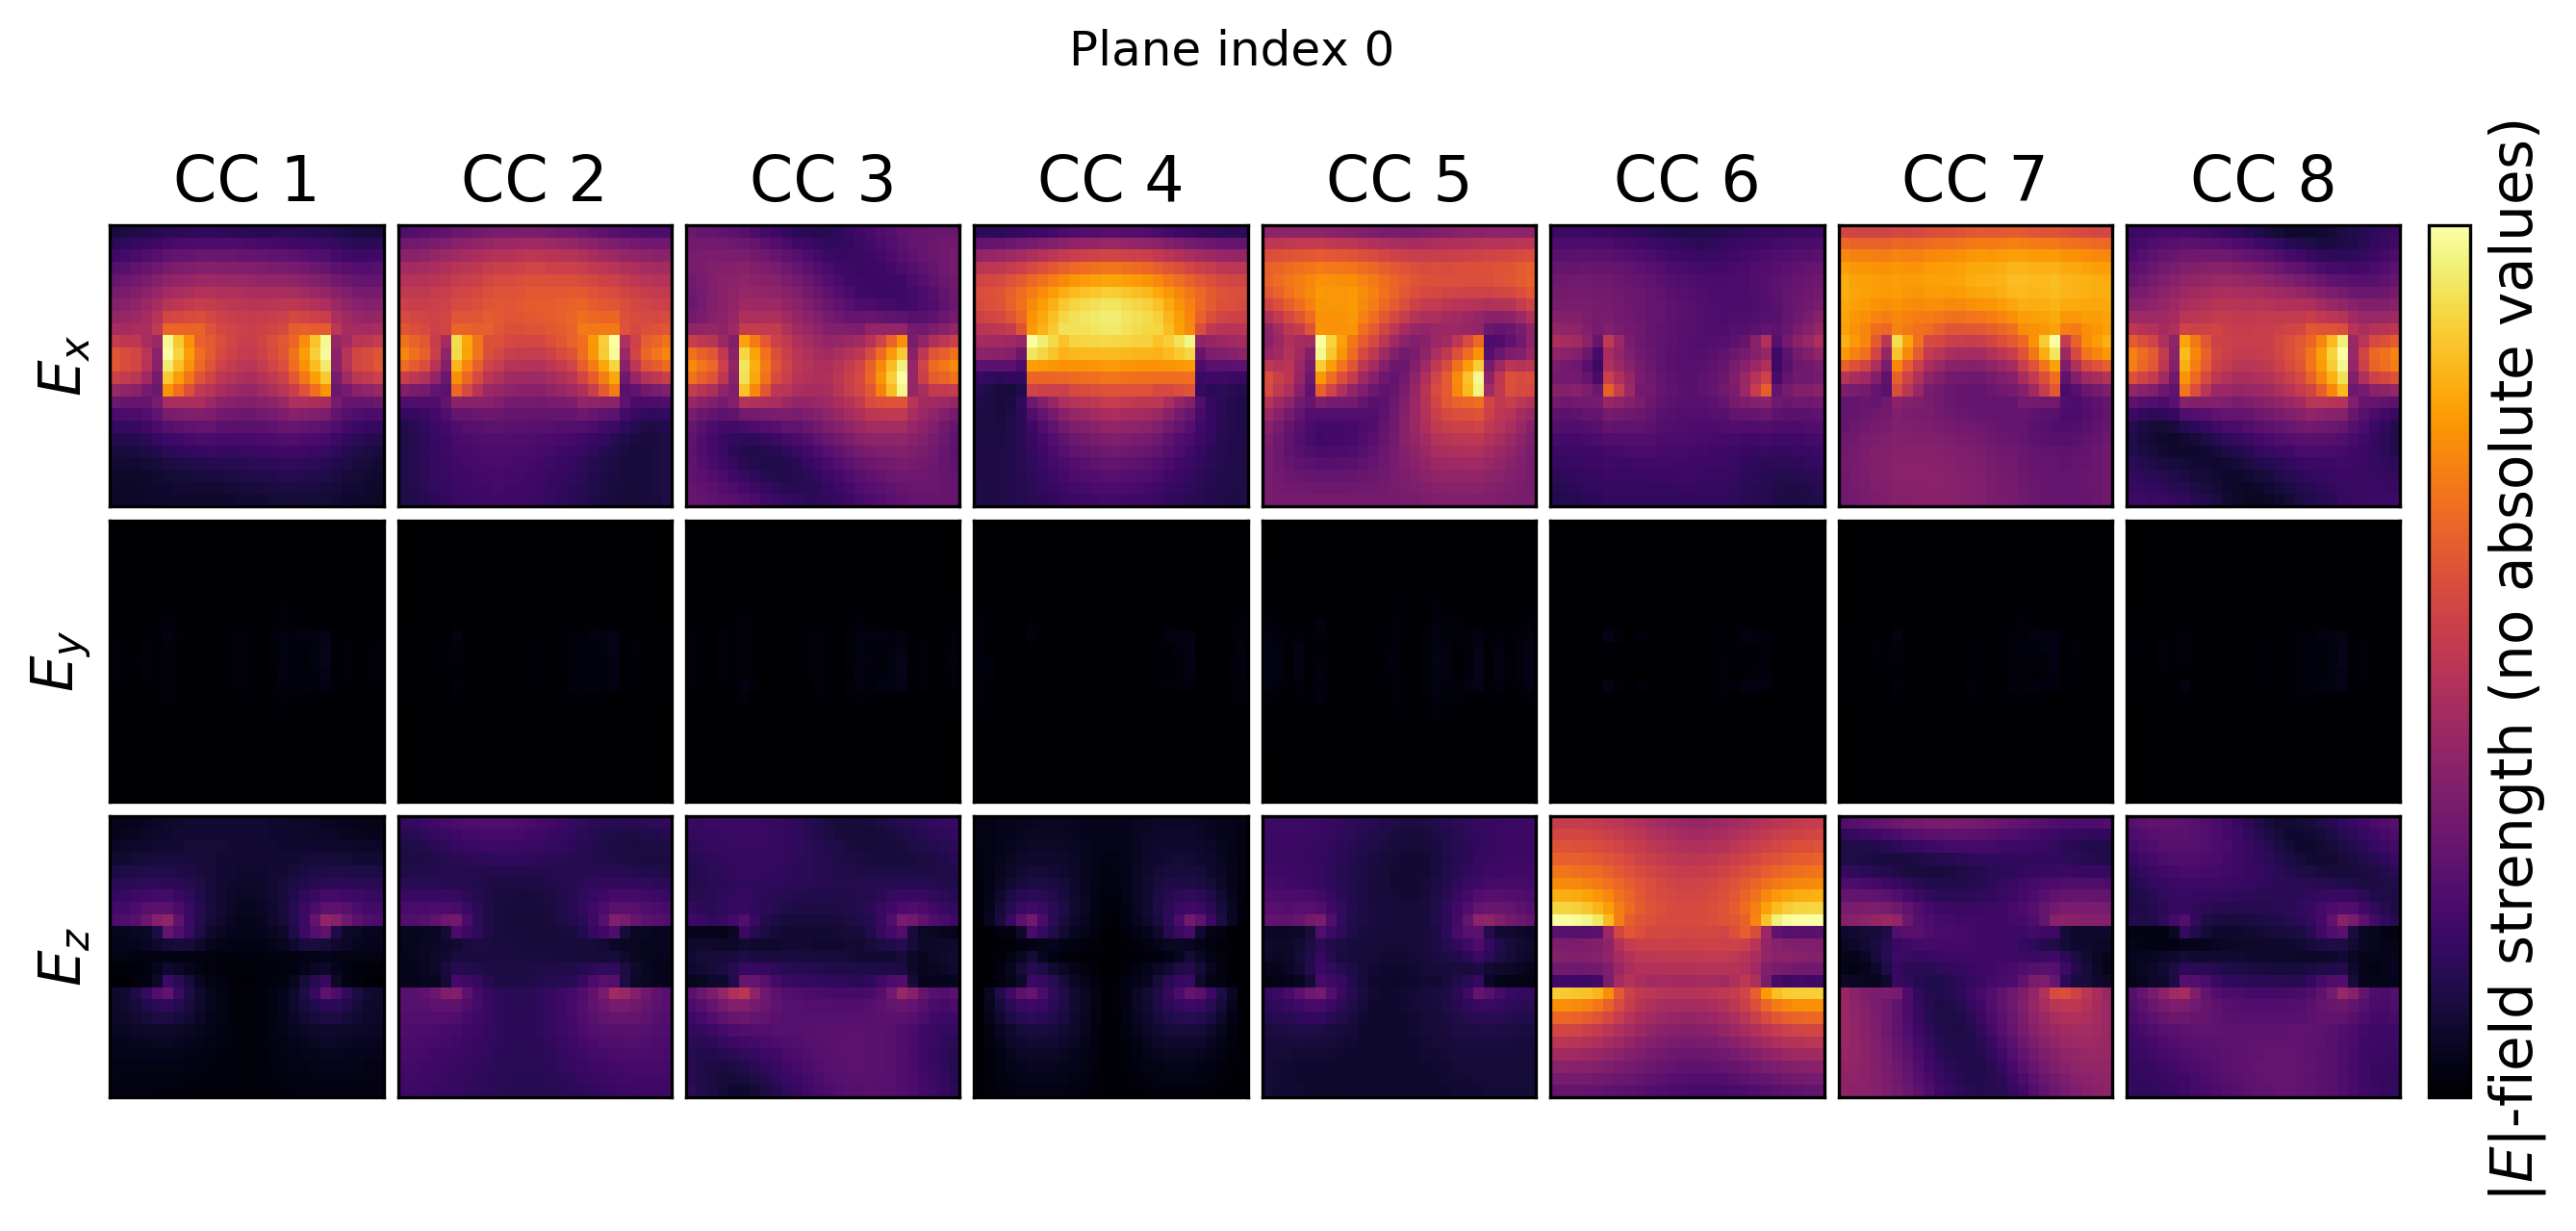 Plane index 0
CC 1 CC 2 CC 3 CC 4 CC 5 CC 6 CC 7 CC 8
E_x
E_y
E_z
|E|-field strength (no absolute values)